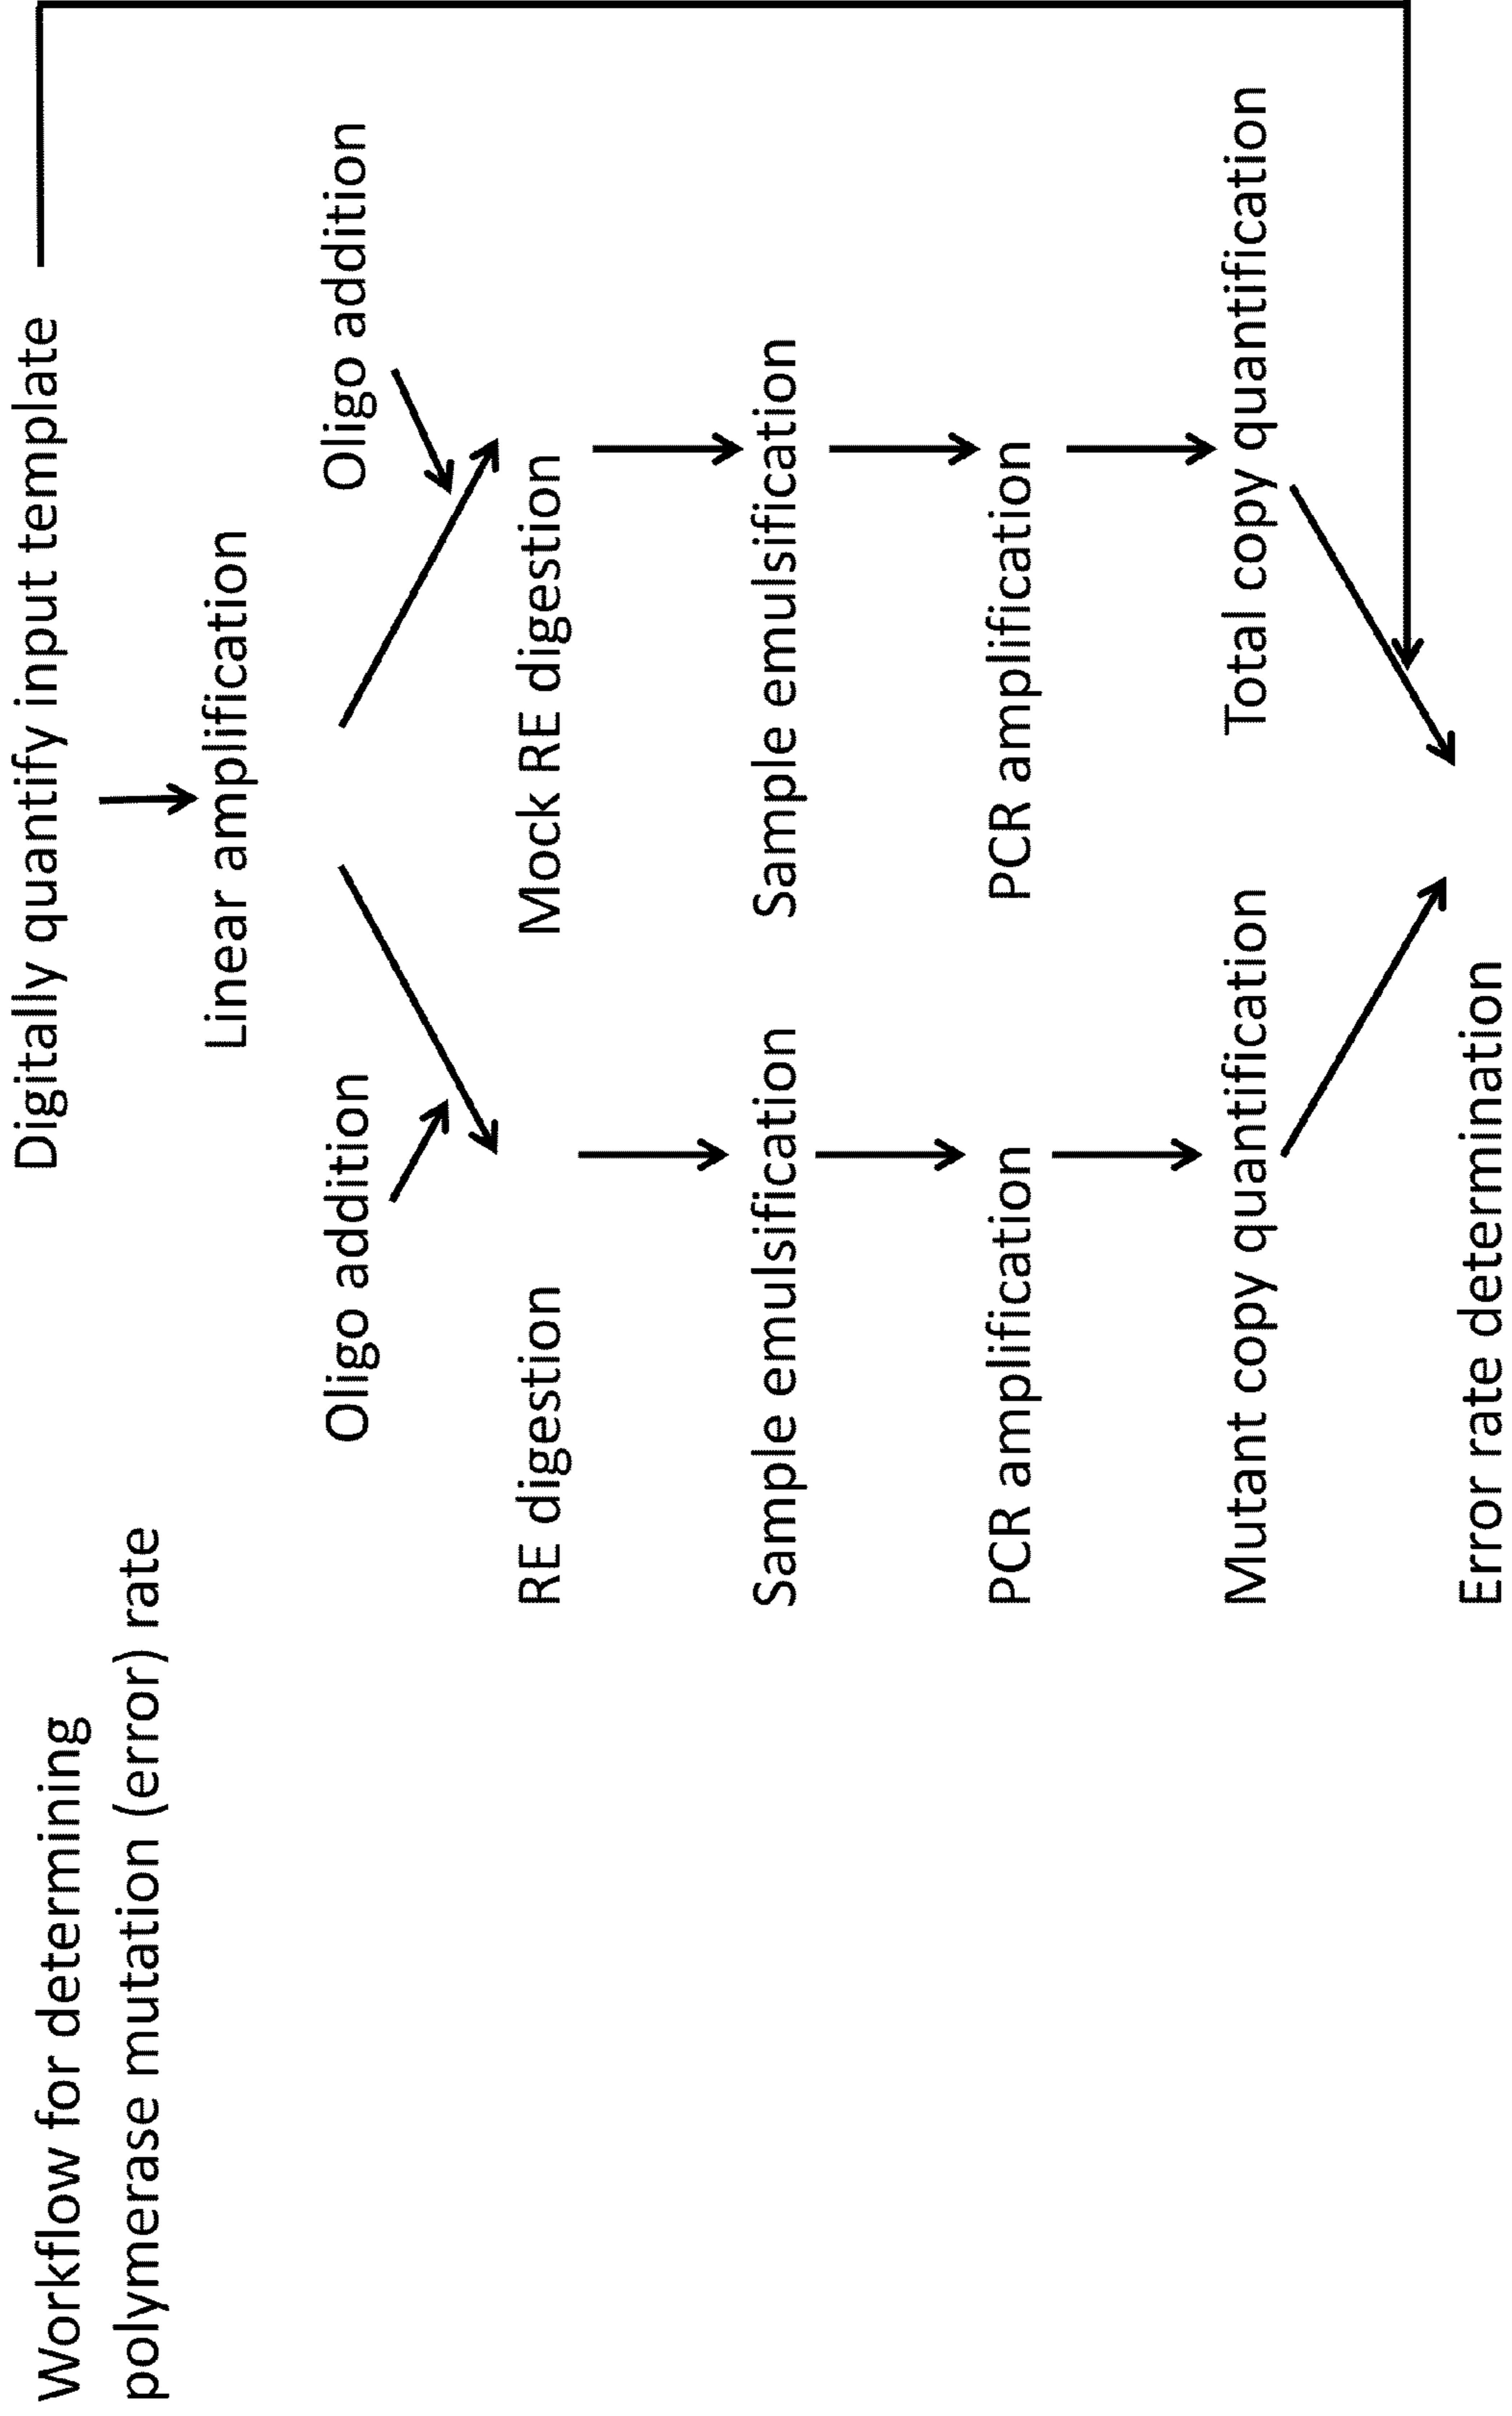 Workflow for determining
polymerase mutation (error) rate
Digitally quantify input template
Linear amplification
Oligo addition
Oligo addition
RE digestion
Mock RE digestion
Sample emulsification
Sample emulsification
PCR amplification
PCR amplification
Mutant copy quantification
Total copy quantification
Error rate determination